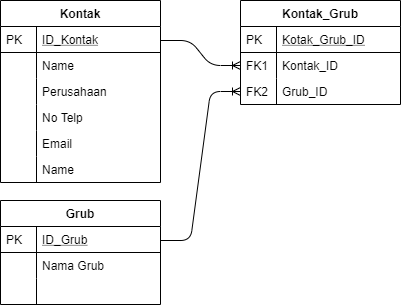 Kontak
PK ID_Kontak
Name
Perusahaan
No Telp
Email
Name
Kontak_Grub
PK Kotak_Grub_ID
FK1 Kontak_ID
FK2 Grub_ID
Grub
PK ID_Grub
Nama Grub